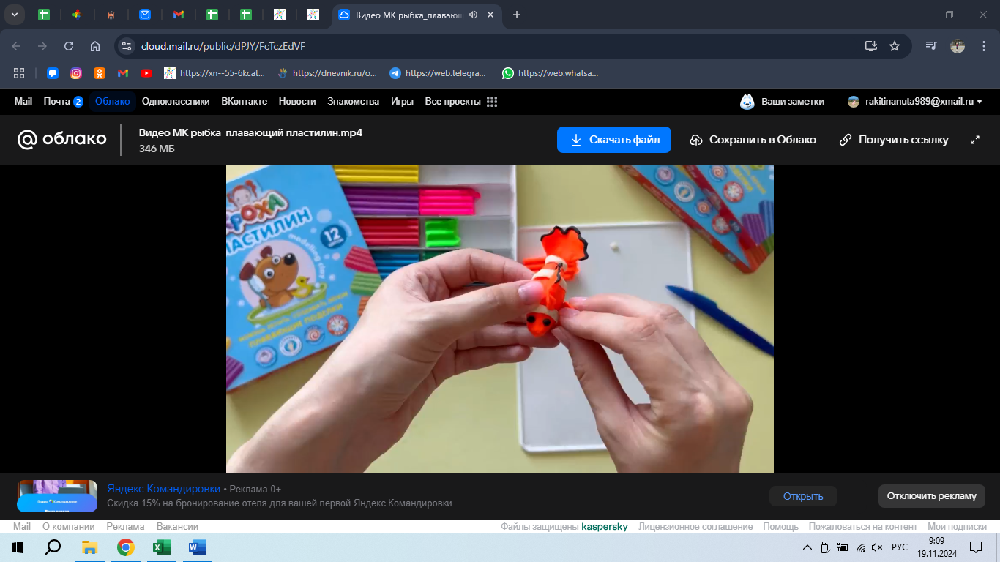 Видео МК рыбка_плавающ
cloud.mail.ru/public/dPJY/FcTczEdVF
https://xn--55-6kcat...
https://dnevnik.ru/o...
https://web.telegra...
https://web.whatsa...
Mail Почта 2 Облако Одноклассники ВКонтакте Новости Знакомства Игры Все проекты
Ваши заметки
rakitinanuta989@xmail.ru
облако
Видео МК рыбка_плавающий пластилин.mp4
346 МБ
Скачать файл
Сохранить в Облако
Получить ссылку
РОХА
ПЛАСТИЛИН
modelling clay
12
ПЛАВАЮЩИЕ ПОДЕЛКИ
Яндекс Командировки • Реклама 0+
Скидка 15% на бронирование отеля для вашей первой Яндекс Командировки
Открыть
Отключить рекламу
Mail О компании Реклама Вакансии
Файлы защищены kaspersky Лицензионное соглашение Помощь Пожаловаться на контент Мои подписки
РУС
9:09
19.11.2024